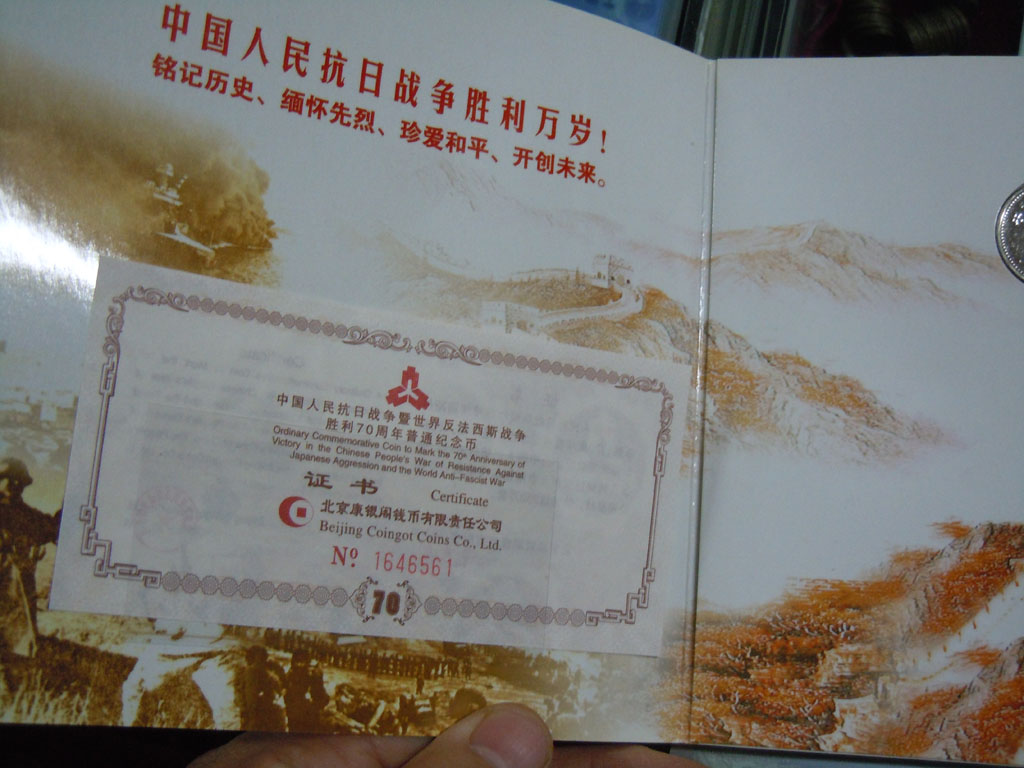 中国人民抗日战争胜利万岁！
铭记历史、缅怀先烈、珍爱和平、开创未来。
中国人民抗日战争暨世界反法西斯战争
胜利70周年普通纪念币
Ordinary Commemorative Coin to Mark the 70th Anniversary of
Victory in the Chinese People's War of Resistance Against
Japanese Aggression and the World Anti-Fascist War
证书 Certificate
北京康银阁钱币有限责任公司
Beijing Coingot Coins Co., Ltd.
Nº 1646561
70